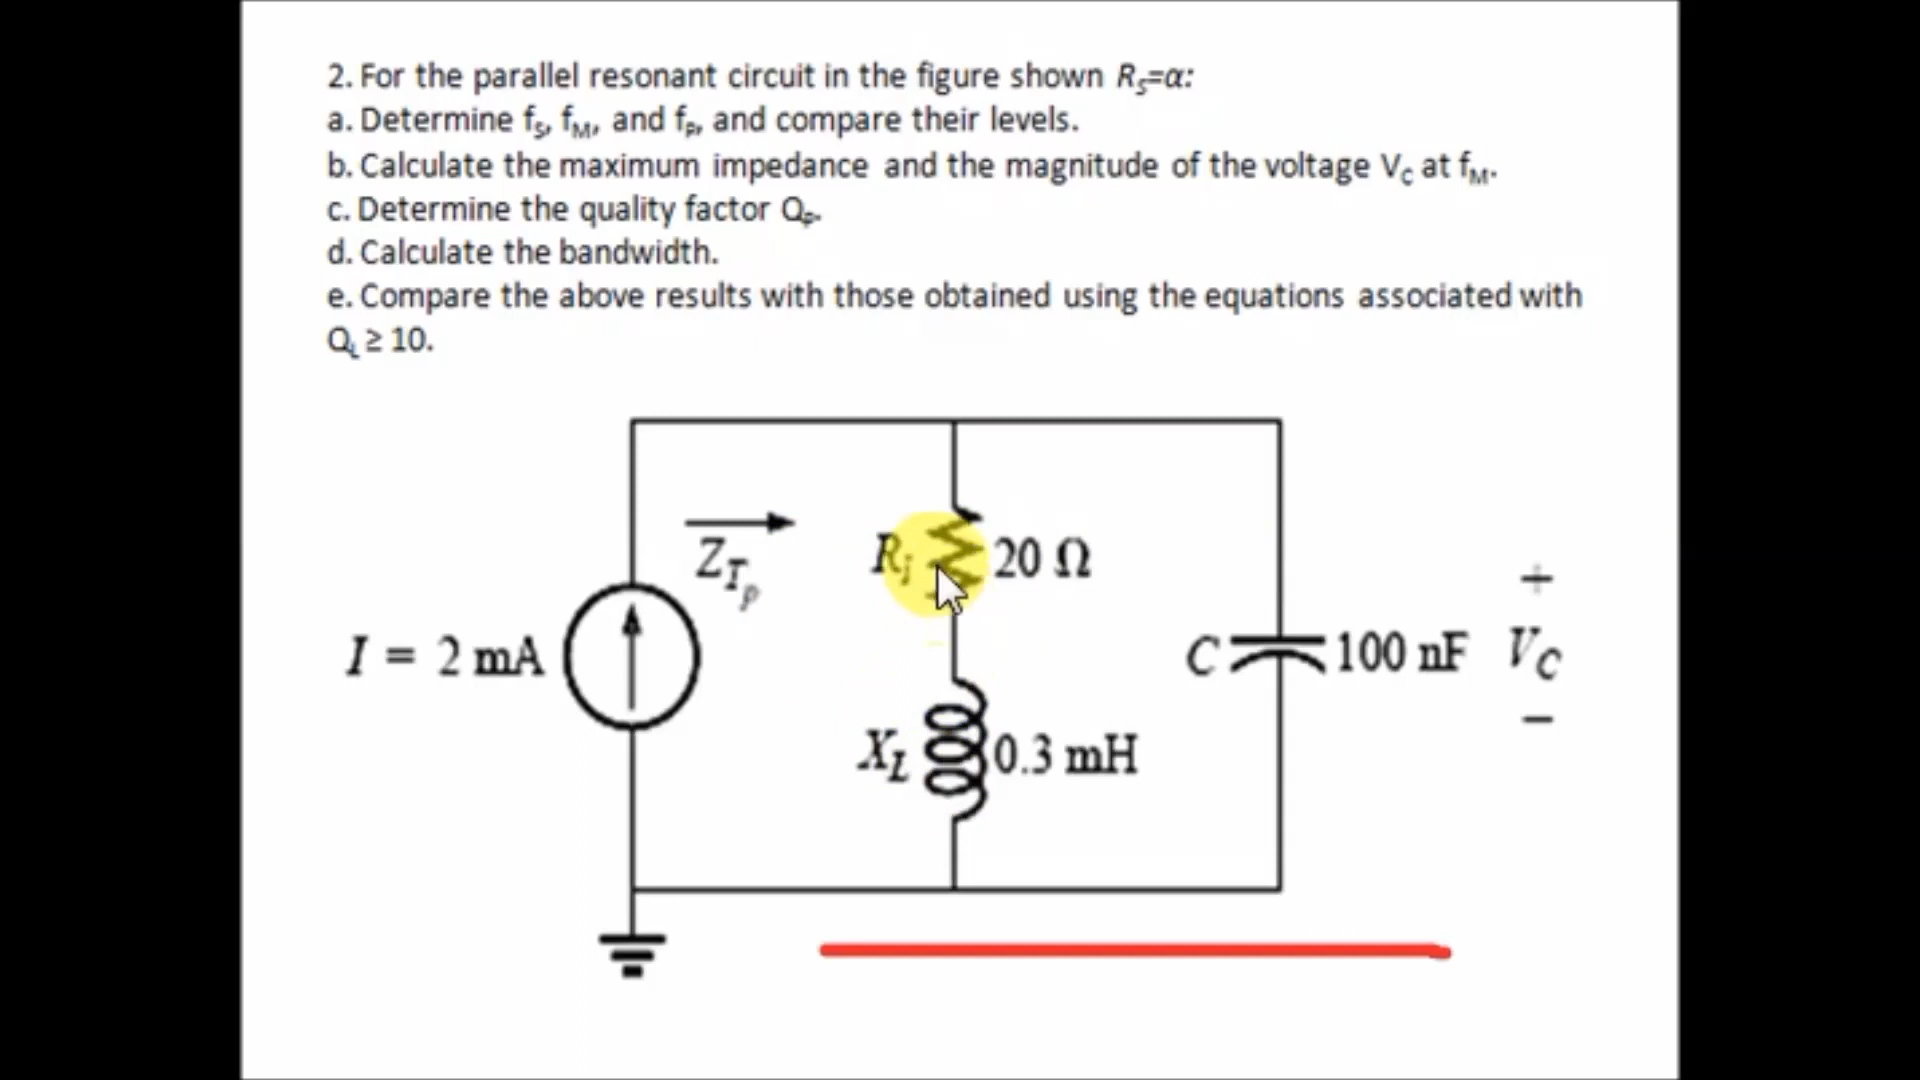 2. For the parallel resonant circuit in the figure shown Rs=α:
a. Determine fS, fM, and fP, and compare their levels.
b. Calculate the maximum impedance and the magnitude of the voltage VC at fM.
c. Determine the quality factor QP.
d. Calculate the bandwidth.
e. Compare the above results with those obtained using the equations associated with
QL ≥ 10.
ZTp
Rl 20 Ω
I = 2 mA
C 100 nF
+
VC
−
XL 0.3 mH